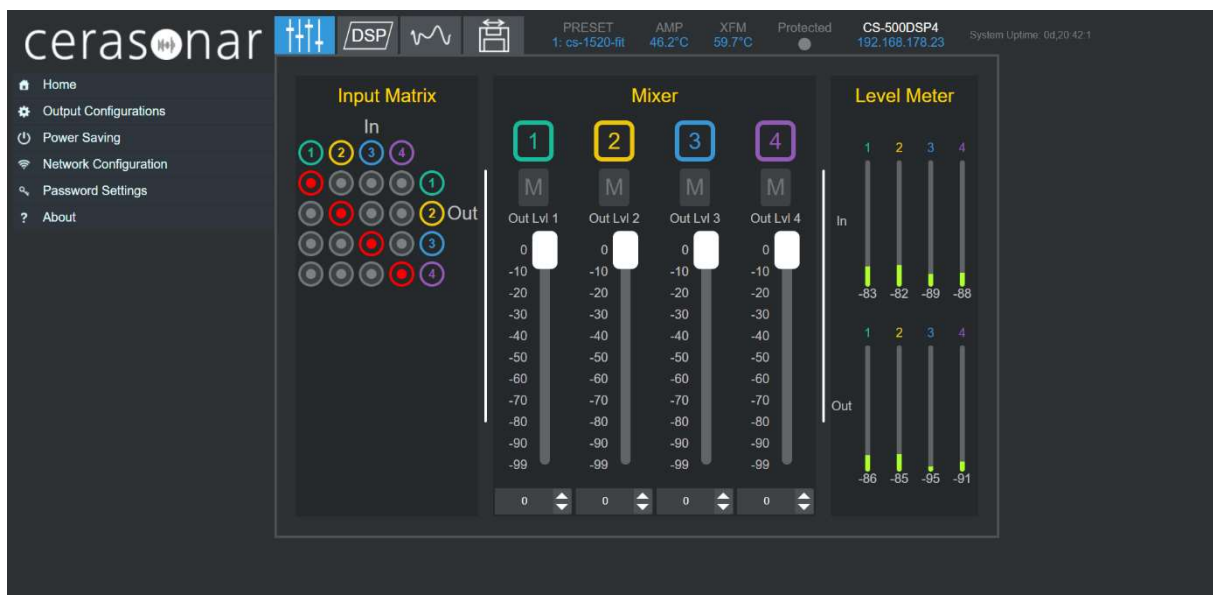 cerasonar
DSP
PRESET AMP XFM Protected CS-500DSP4
1: cs-1520-fit 46.2°C 59.7°C 192.168.178.23 System Uptime: 0d,20:42:1
Home
Output Configurations
Power Saving
Network Configuration
Password Settings
? About
Input Matrix
In
1 2 3 4
1
2 Out
3
4
Mixer
1 2 3 4
M M M M
Out Lvl 1 Out Lvl 2 Out Lvl 3 Out Lvl 4
0 0 0 0
-10 -10 -10 -10
-20 -20 -20 -20
-30 -30 -30 -30
-40 -40 -40 -40
-50 -50 -50 -50
-60 -60 -60 -60
-70 -70 -70 -70
-80 -80 -80 -80
-90 -90 -90 -90
-99 -99 -99 -99
0 0 0 0
Level Meter
1 2 3 4
In
-83 -82 -89 -88
1 2 3 4
Out
-86 -85 -95 -91